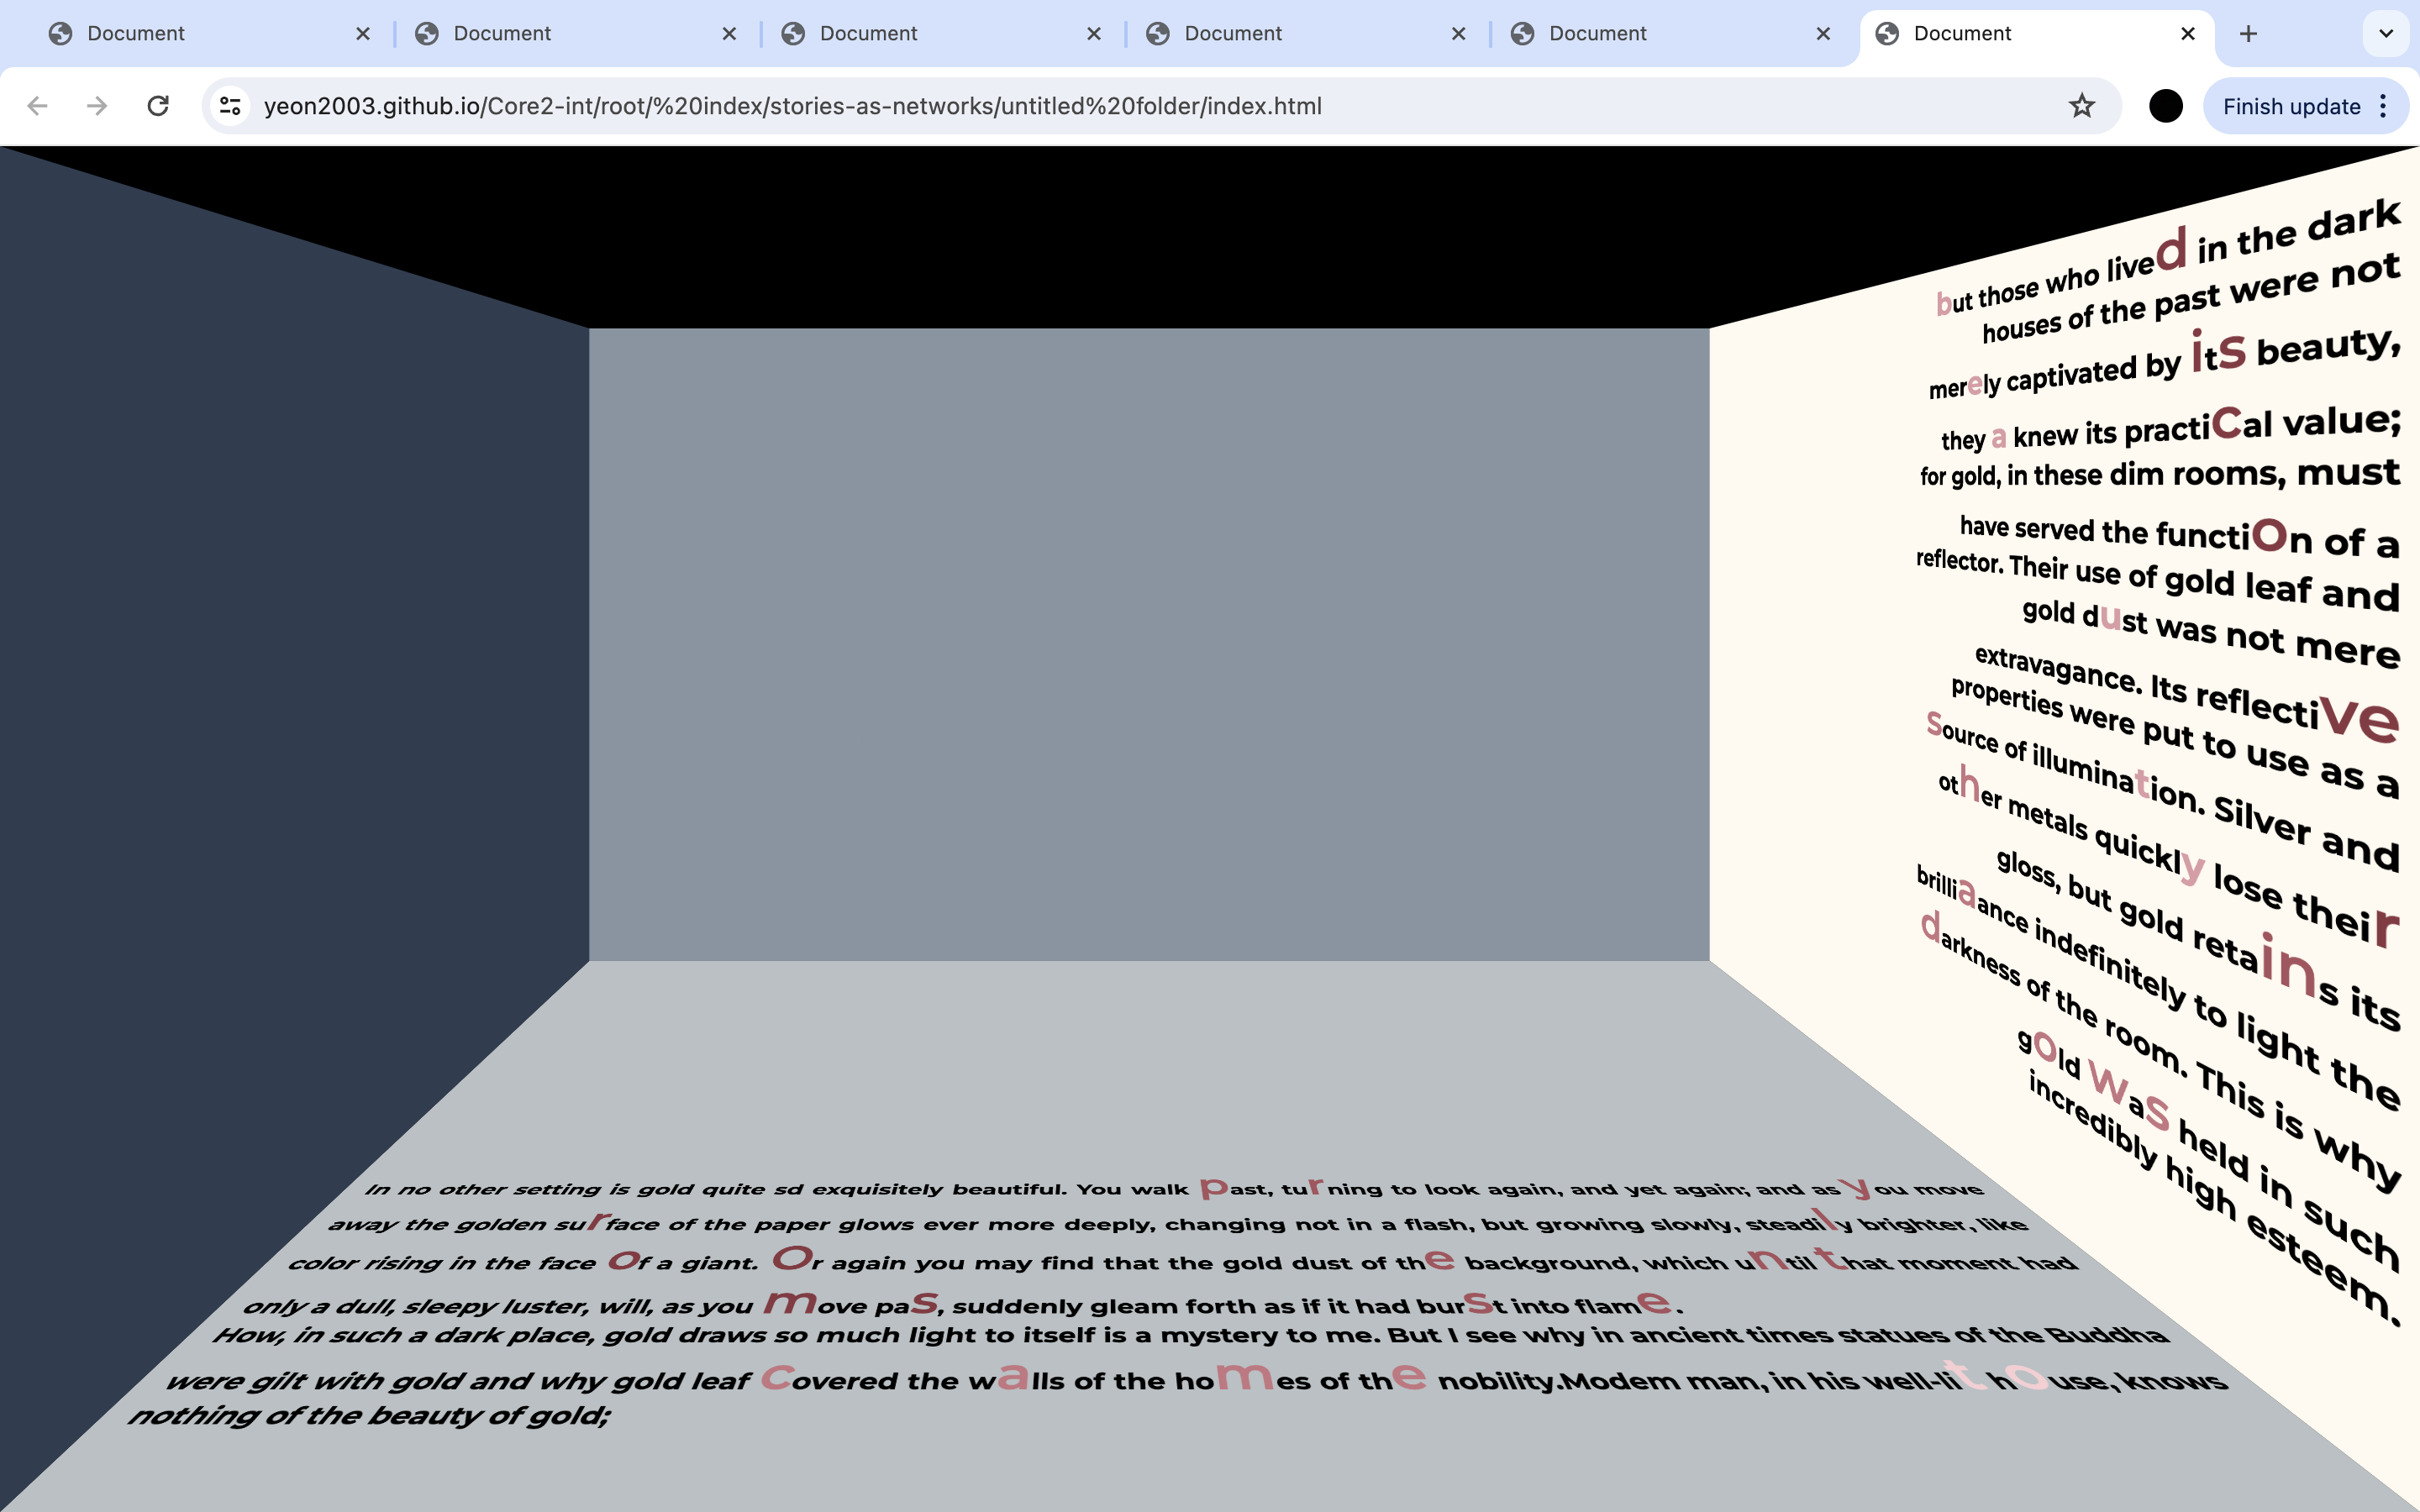 Document
Document
Document
Document
Document
Document
yeon2003.github.io/Core2-int/root/%20index/stories-as-networks/untitled%20folder/index.html
Finish update
but those who lived in the dark
houses of the past were not
merely captivated by its beauty,
they a knew its practiCal value;
for gold, in these dim rooms, must
have served the functiOn of a
reflector. Their use of gold leaf and
gold dust was not mere
extravagance. Its reflective
properties were put to use as a
Source of illumination. Silver and
other metals quickly lose their
gloss, but gold retains its
brilliaance indefinitely to light the
darkness of the room. This is why
gOld WaS held in such
incredibly high esteem.
In no other setting is gold quite sd exquisitely beautiful. You walk past, turning to look again, and yet again; and as you move
away the golden surface of the paper glows ever more deeply, changing not in a flash, but growing slowly, steadily brighter, like
color rising in the face of a giant. Or again you may find that the gold dust of the background, which until that moment had
only a dull, sleepy luster, will, as you move pas, suddenly gleam forth as if it had burst into flame.
How, in such a dark place, gold draws so much light to itself is a mystery to me. But I see why in ancient times statues of the Buddha
were gilt with gold and why gold leaf Covered the walls of the homes of the nobility.Modem man, in his well-lit house, knows
nothing of the beauty of gold;